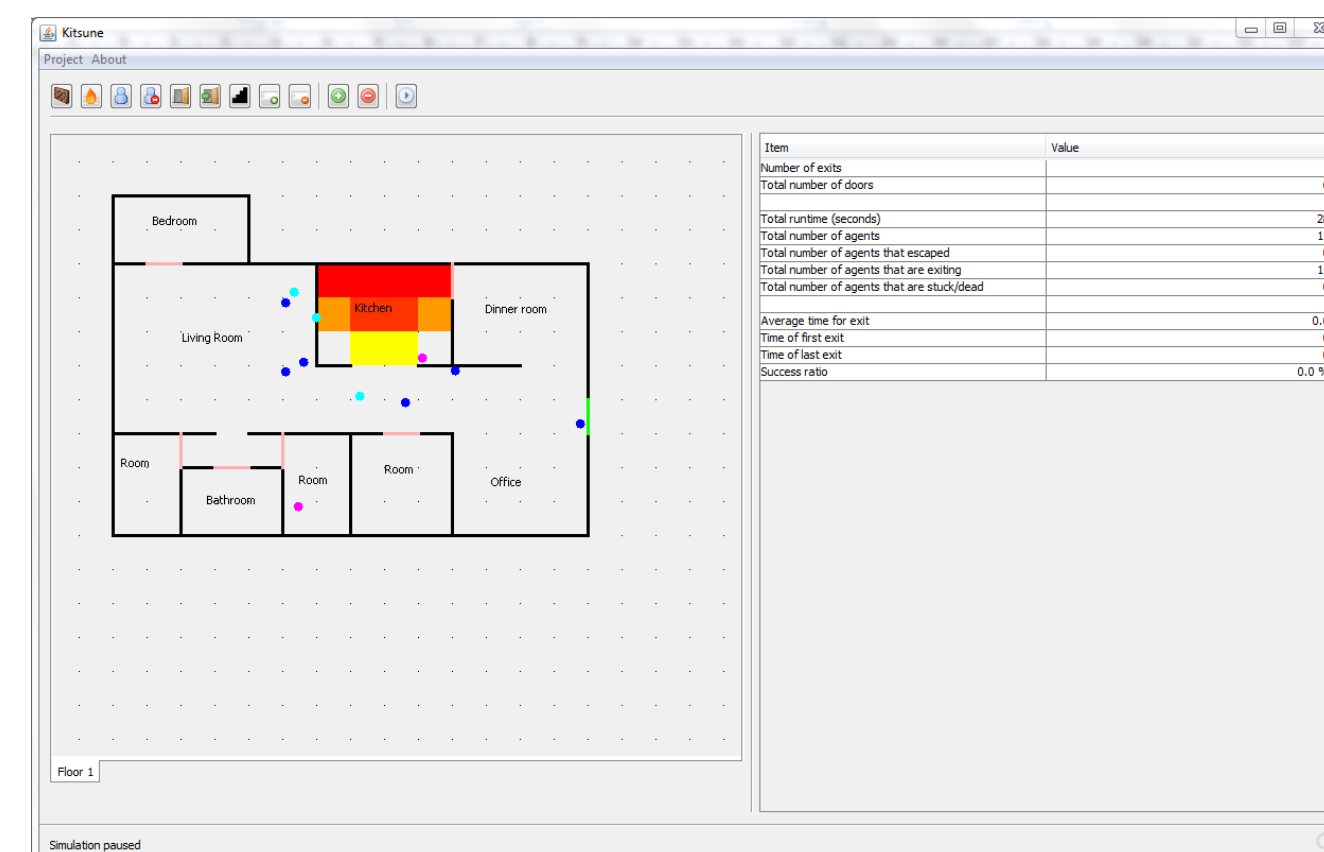 Kitsune
Project About
Item Value
Number of exits
Total number of doors
Total runtime (seconds)
Total number of agents
Total number of agents that escaped
Total number of agents that are exiting
Total number of agents that are stuck/dead
Average time for exit
Time of first exit
Time of last exit
Success ratio 0.0 %
Bedroom
Kitchen
Dinner room
Living Room
Room
Room
Room
Office
Bathroom
Floor 1
Simulation paused